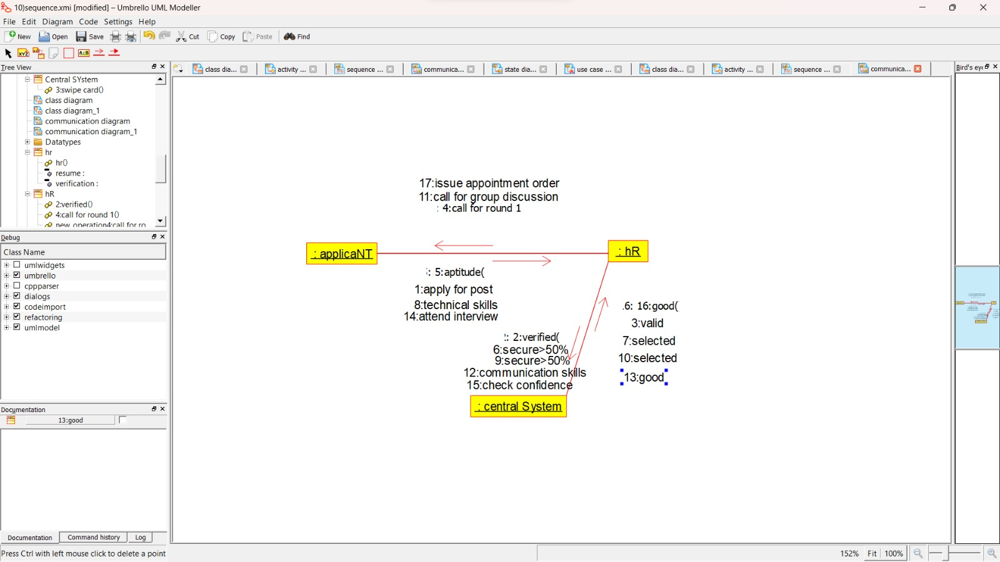 10)sequence.xmi [modified] – Umbrello UML Modeller
File Edit Diagram Code Settings Help
New Open Save Cut Copy Paste Find
XYZ A:B
Tree View
class dia... activity ... sequence ... communica... state dia... use case ... class dia... activity ... sequence ... communica...
Bird's ey
Central SYstem
3:swipe card()
class diagram
class diagram_1
communication diagram
communication diagram_1
Datatypes
hr
hr()
resume :
verification :
hR
2:verified()
4:call for round 1()
new_operation4:call for ro
Debug
Class Name
umlwidgets
umbrello
cppparser
dialogs
codeimport
refactoring
umlmodel
Documentation
13:good
Documentation Command history Log
Press Ctrl with left mouse click to delete a point
17:issue appointment order
11:call for group discussion
: 4:call for round 1
: applicaNT
: hR
: 5:aptitude(
1:apply for post
8:technical skills
14:attend interview
.6: 16:good(
3:valid
7:selected
10:selected
13:good
: 2:verified(
6:secure>50%
9:secure>50%
12:communication skills
15:check confidence
: central System
152% Fit 100%